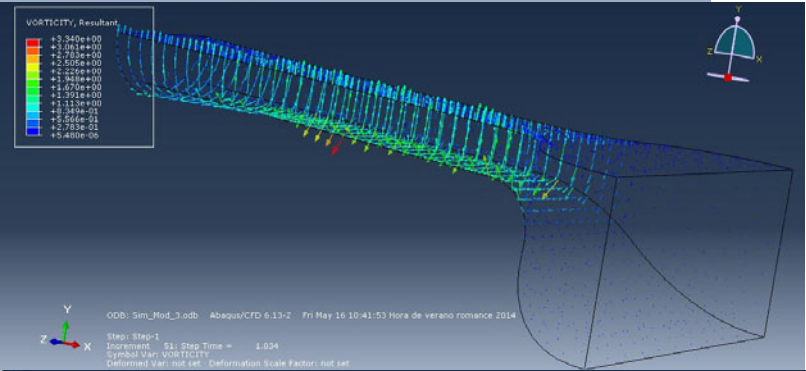 VORTICITY, Resultant
+3.340e+00
+3.061e+00
+2.783e+00
+2.505e+00
+2.226e+00
+1.948e+00
+1.670e+00
+1.391e+00
+1.113e+00
+8.349e-01
+5.566e-01
+2.783e-01
+5.480e-06
Y
Z
X
ODB: Sim_Mod_3.odb Abaqus/CFD 6.13-2 Fri May 16 10:41:53 Hora de verano romance 2014
Y
Z
X
Step: Step-1
Increment 51: Step Time = 1.034
Symbol Var: VORTICITY
Deformed Var: not set Deformation Scale Factor: not set